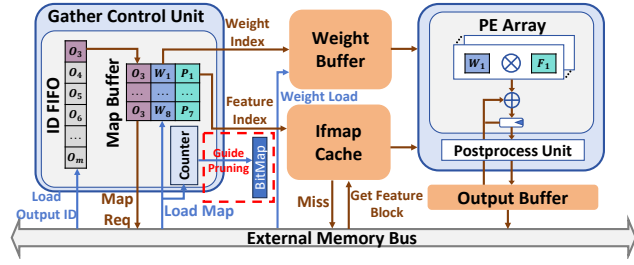 Gather Control Unit
ID FIFO
O3
O4
O5
O6
...
Om
Map Buffer
O3 W1 P1
... ... ...
O3 W8 P7
Counter
Guide
Pruning
BitMap
Load
Output ID
Map
Req
Load Map
Weight
Index
Feature
Index
Weight
Buffer
Weight Load
Ifmap
Cache
Miss
Get Feature
Block
PE Array
W1 ⊗ F1
Postprocess Unit
Output Buffer
External Memory Bus